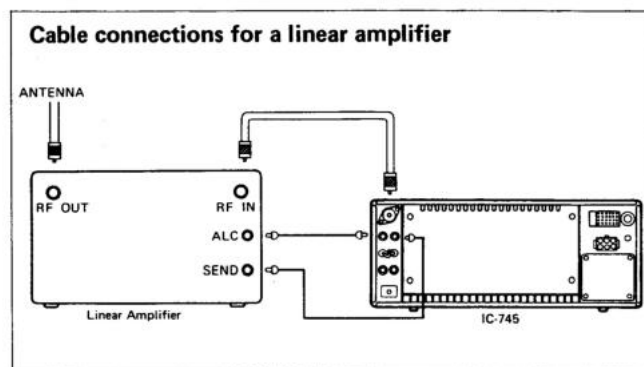 Cable connections for a linear amplifier
ANTENNA
RF OUT
RF IN
ALC
SEND
Linear Amplifier
IC-745